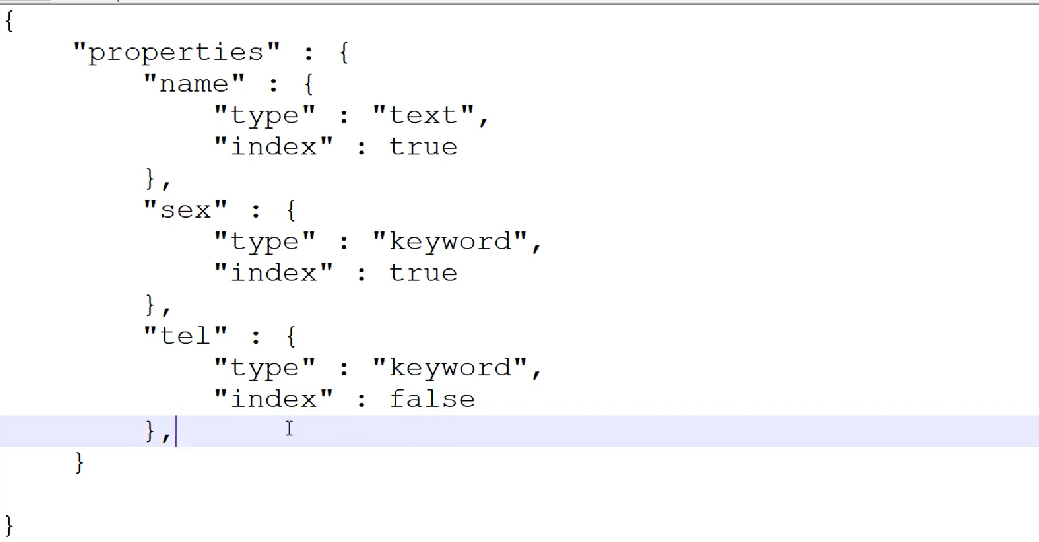 {
"properties" : {
"name" : {
"type" : "text",
"index" : true
},
"sex" : {
"type" : "keyword",
"index" : true
},
"tel" : {
"type" : "keyword",
"index" : false
},
}
}